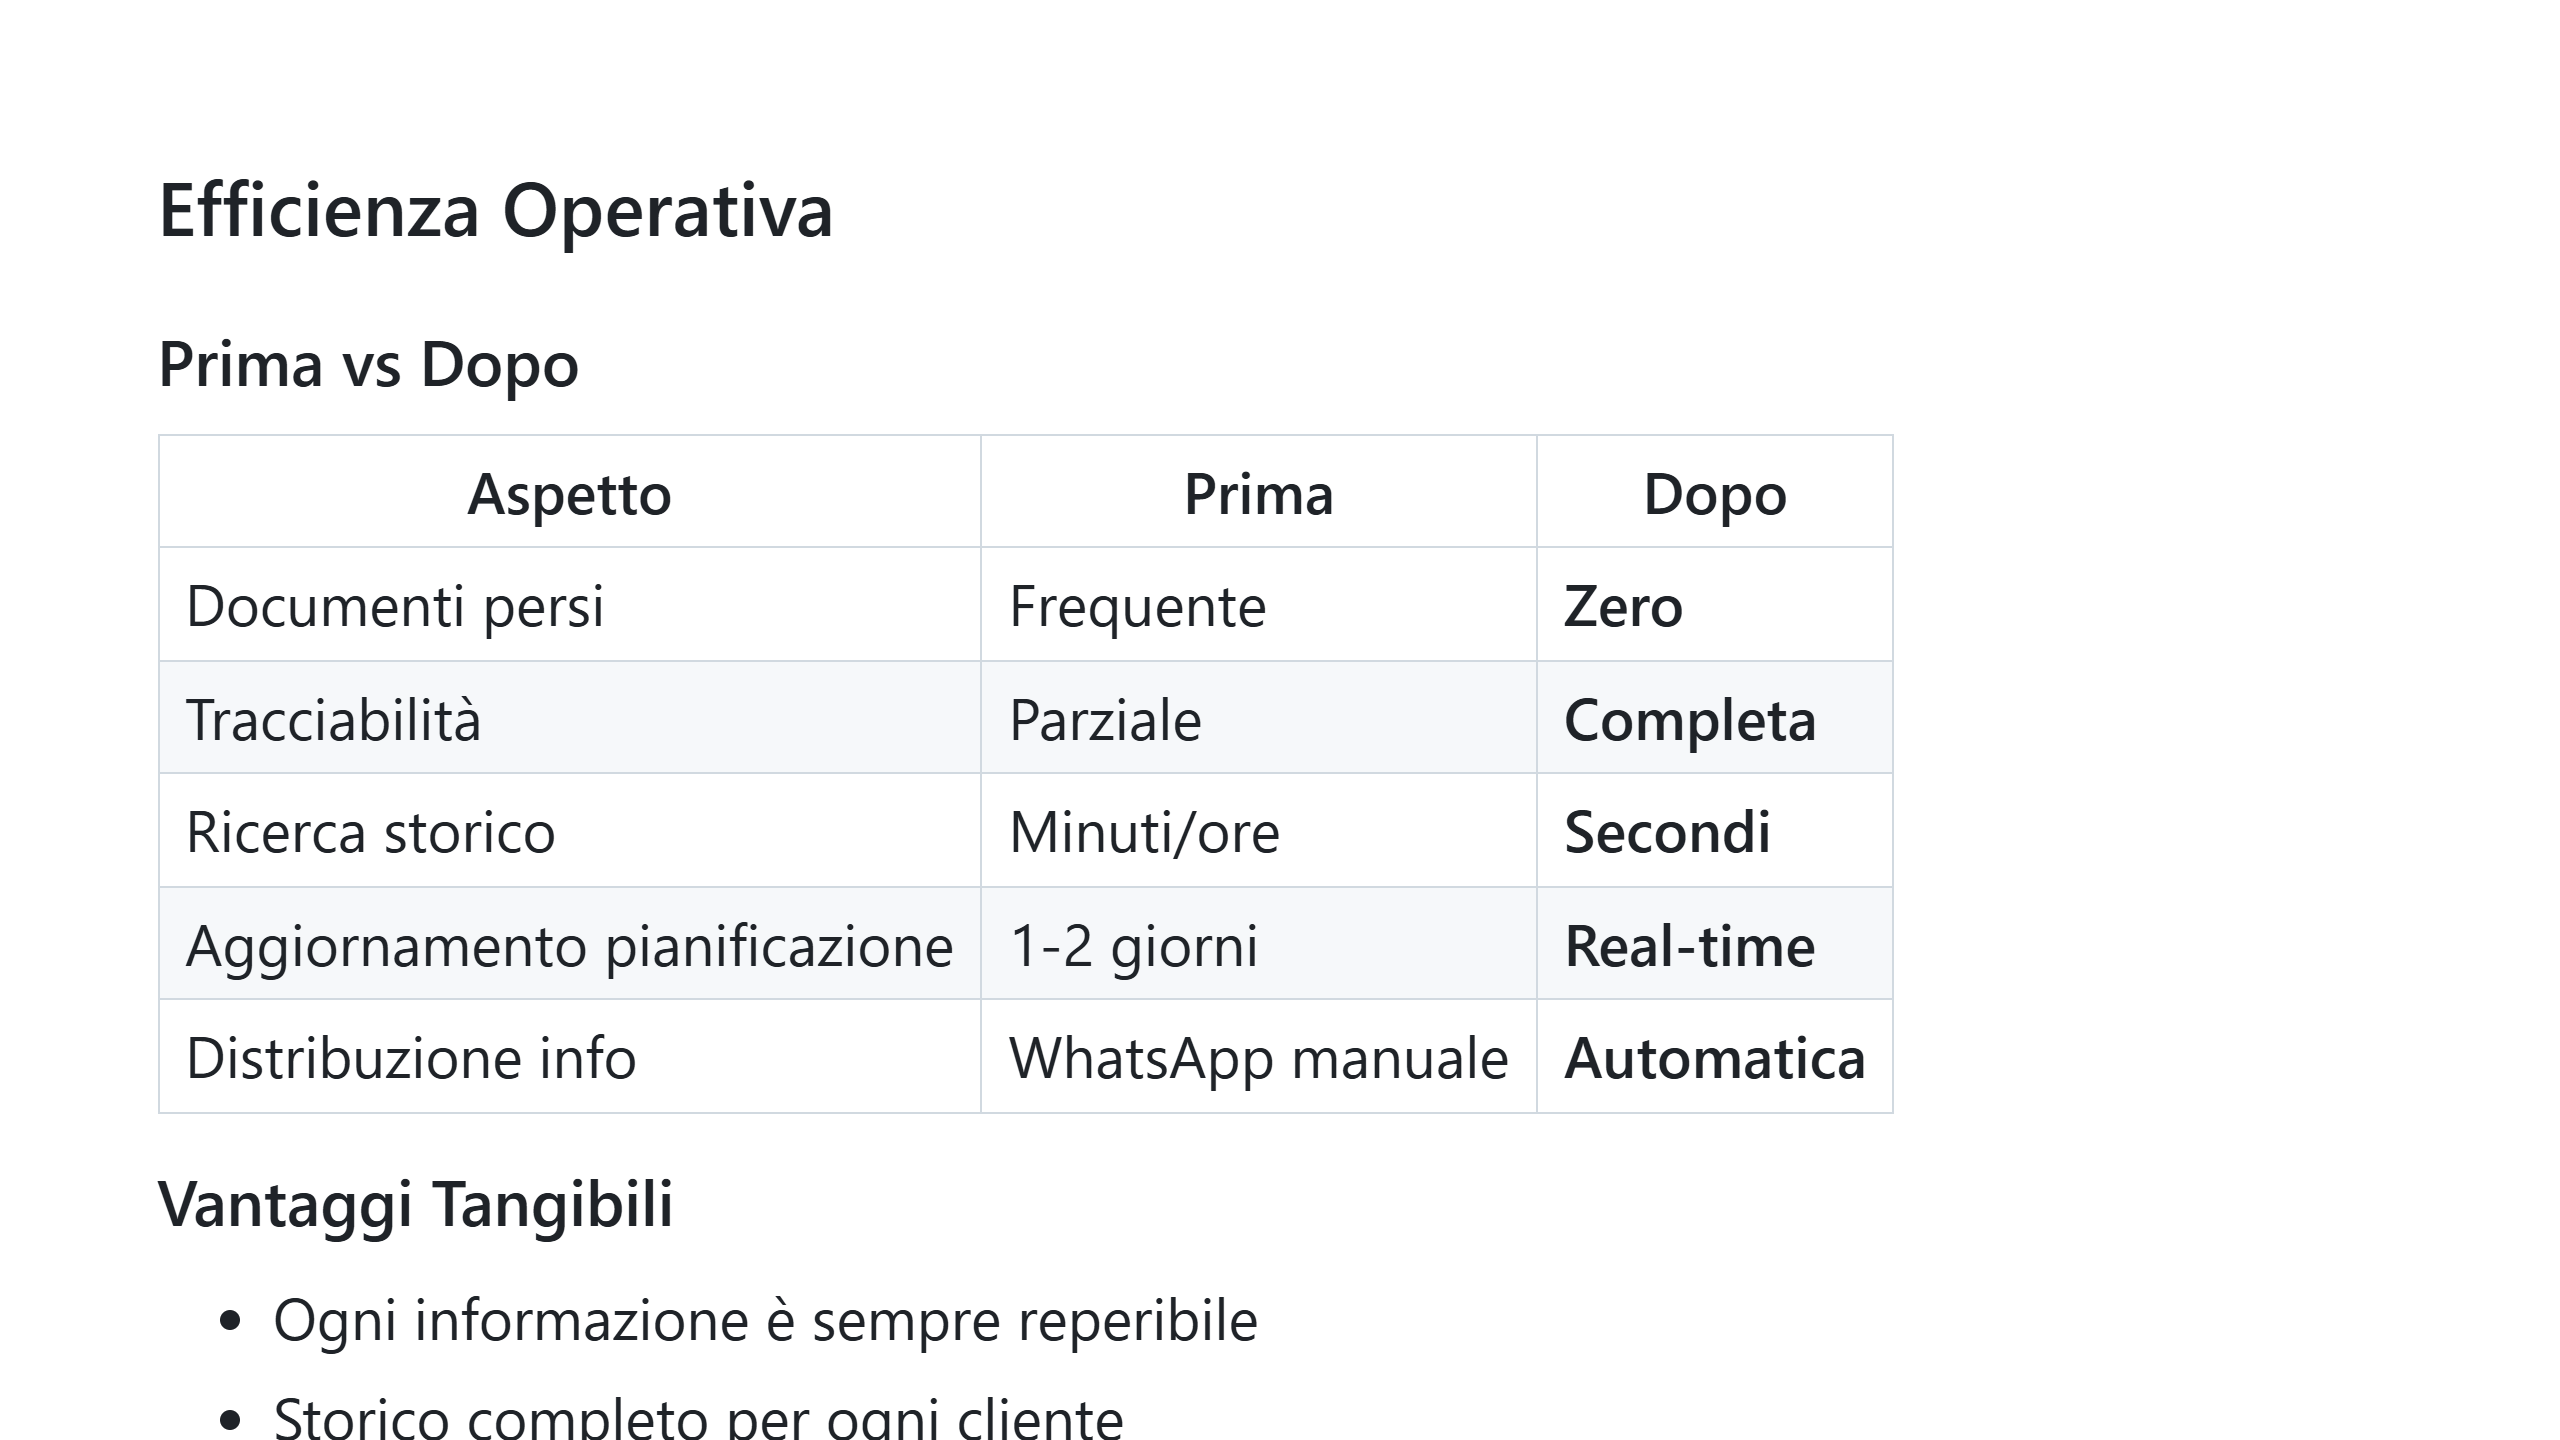 Efficienza Operativa
Prima vs Dopo
Aspetto Prima Dopo
Documenti persi Frequente Zero
Tracciabilità Parziale Completa
Ricerca storico Minuti/ore Secondi
Aggiornamento pianificazione 1-2 giorni Real-time
Distribuzione info WhatsApp manuale Automatica
Vantaggi Tangibili
• Ogni informazione è sempre reperibile
• Storico completo per ogni cliente